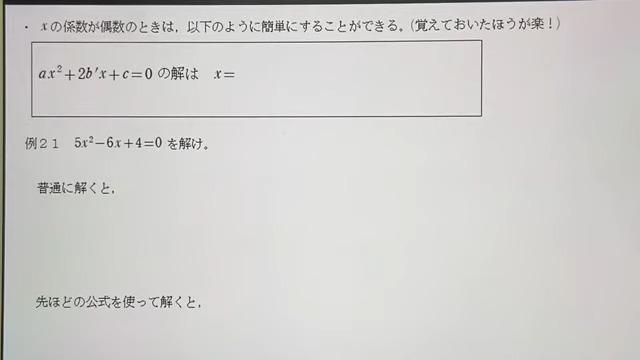 ・ xの係数が偶数のときは，以下のように簡単にすることができる。(覚えておいたほうが楽！)
ax²+2b′x+c=0 の解は x=
例２１ 5x²−6x+4=0 を解け。
普通に解くと，
先ほどの公式を使って解くと，